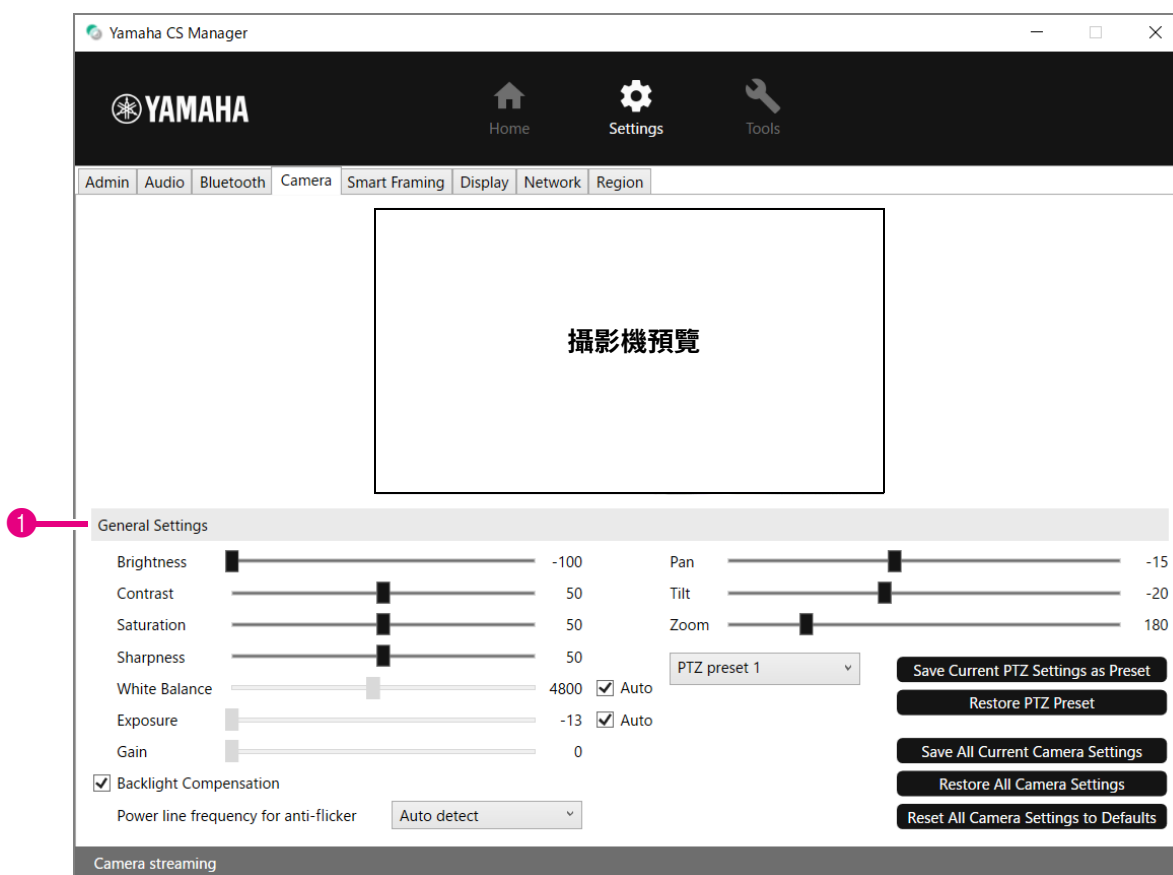 Yamaha CS Manager
YAMAHA
Home
Settings
Tools
Admin Audio Bluetooth Camera Smart Framing Display Network Region
攝影機預覽
1
General Settings
Brightness -100
Contrast 50
Saturation 50
Sharpness 50
White Balance 4800 Auto
Exposure -13 Auto
Gain 0
Backlight Compensation
Power line frequency for anti-flicker Auto detect
Pan -15
Tilt -20
Zoom 180
PTZ preset 1
Save Current PTZ Settings as Preset
Restore PTZ Preset
Save All Current Camera Settings
Restore All Camera Settings
Reset All Camera Settings to Defaults
Camera streaming